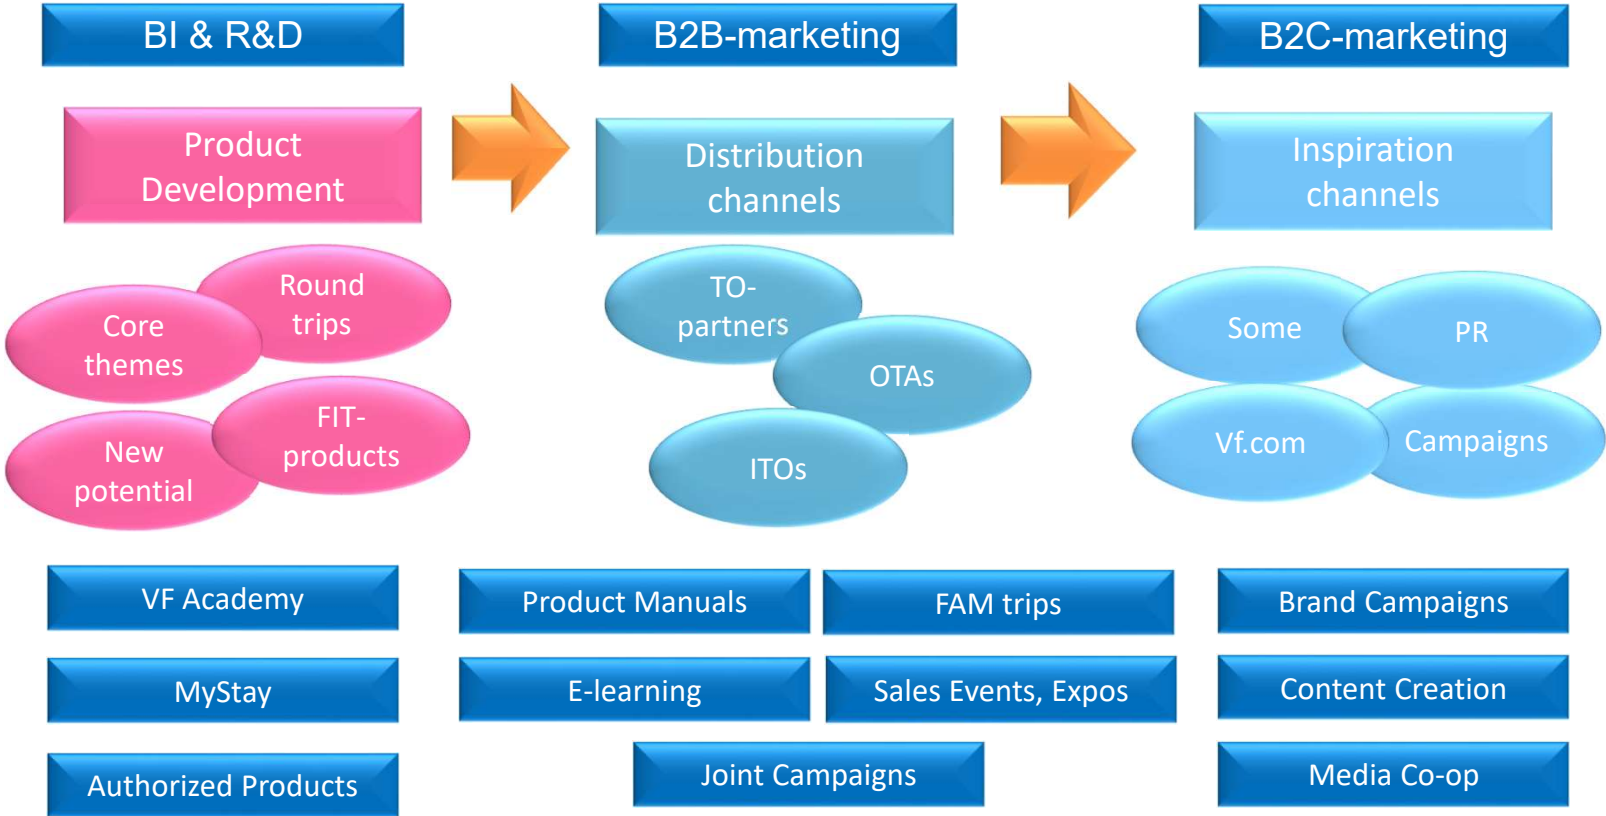 BI & R&D
B2B-marketing
B2C-marketing
Product
Development
Distribution
channels
Inspiration
channels
Round
trips
Core
themes
FIT-
products
New
potential
TO-
partners
OTAs
ITOs
Some
PR
Vf.com
Campaigns
VF Academy
Product Manuals
FAM trips
Brand Campaigns
MyStay
E-learning
Sales Events, Expos
Content Creation
Authorized Products
Joint Campaigns
Media Co-op